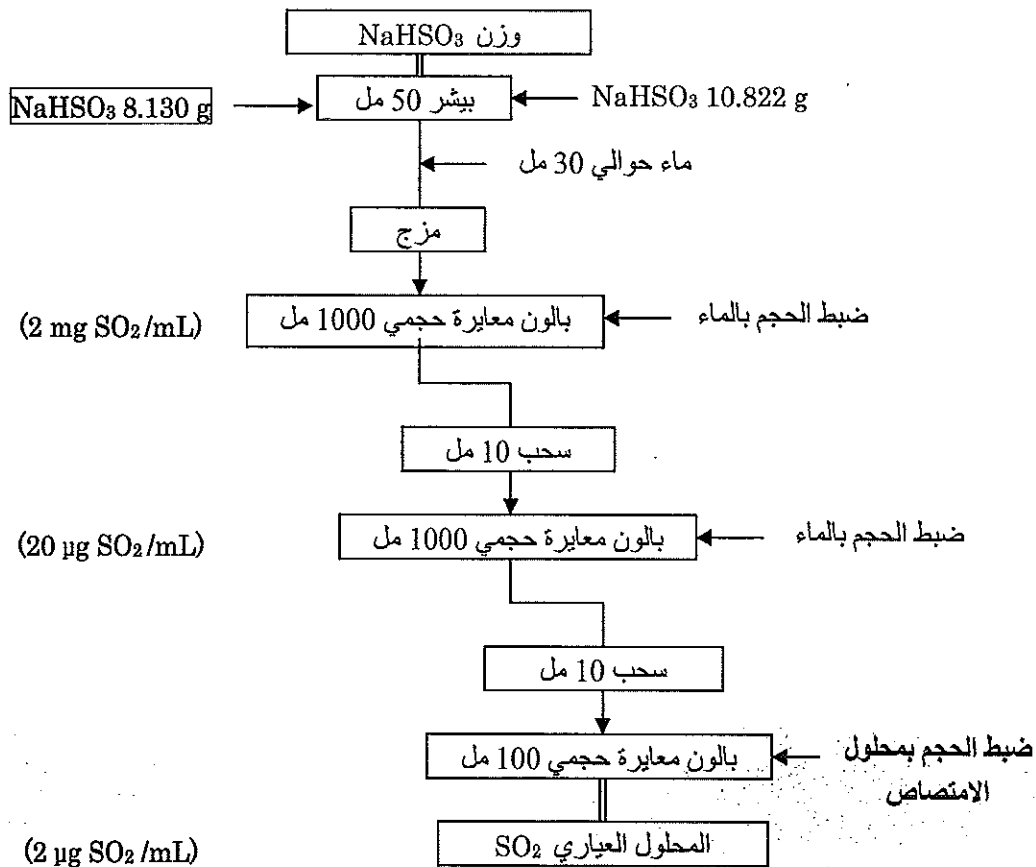 وزن NaHSO₃
NaHSO₃ 8.130 g
بيشر 50 مل
NaHSO₃ 10.822 g
ماء حوالي 30 مل
مزج
(2 mg SO₂/mL)
بالون معايرة حجمي 1000 مل
ضبط الحجم بالماء
سحب 10 مل
(20 µg SO₂/mL)
بالون معايرة حجمي 1000 مل
ضبط الحجم بالماء
سحب 10 مل
بالون معايرة حجمي 100 مل
ضبط الحجم بمحلول
الامتصاص
(2 µg SO₂/mL)
المحلول العياري SO₂